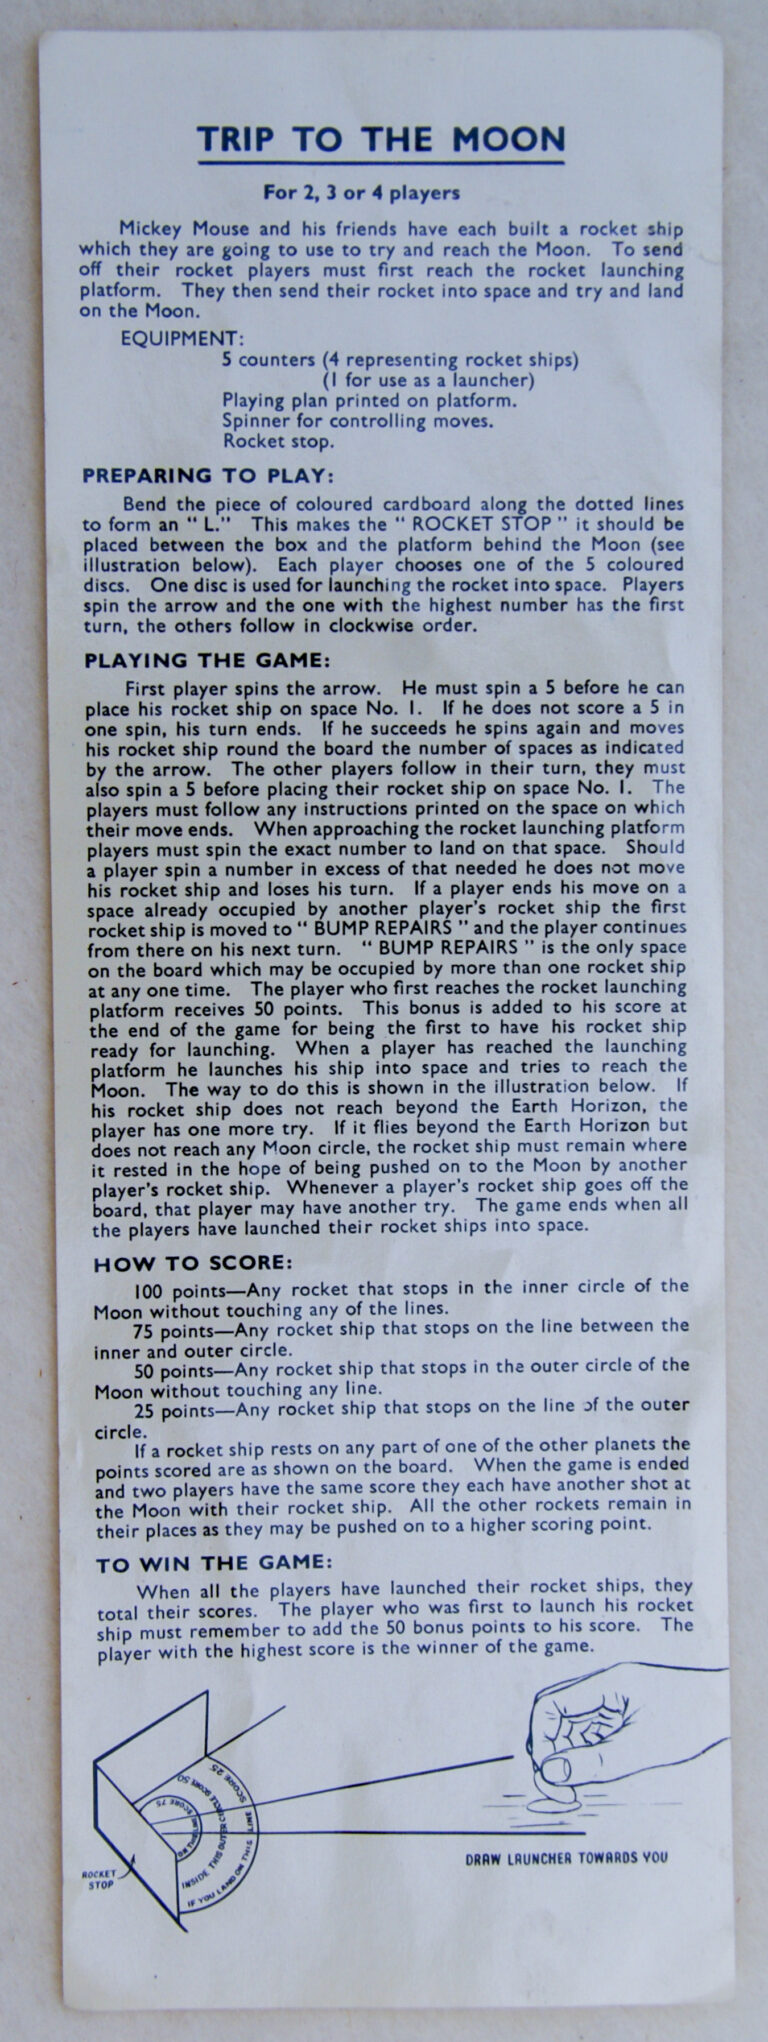 TRIP TO THE MOON
For 2, 3 or 4 players
Mickey Mouse and his friends have each built a rocket ship
which they are going to use to try and reach the Moon. To send
off their rocket players must first reach the rocket launching
platform. They then send their rocket into space and try and land
on the Moon.
EQUIPMENT:
5 counters (4 representing rocket ships)
(1 for use as a launcher)
Playing plan printed on platform.
Spinner for controlling moves.
Rocket stop.
PREPARING TO PLAY:
Bend the piece of coloured cardboard along the dotted lines
to form an " L." This makes the " ROCKET STOP " it should be
placed between the box and the platform behind the Moon (see
illustration below). Each player chooses one of the 5 coloured
discs. One disc is used for launching the rocket into space. Players
spin the arrow and the one with the highest number has the first
turn, the others follow in clockwise order.
PLAYING THE GAME:
First player spins the arrow. He must spin a 5 before he can
place his rocket ship on space No. 1. If he does not score a 5 in
one spin, his turn ends. If he succeeds he spins again and moves
his rocket ship round the board the number of spaces as indicated
by the arrow. The other players follow in their turn, they must
also spin a 5 before placing their rocket ship on space No. 1. The
players must follow any instructions printed on the space on which
their move ends. When approaching the rocket launching platform
players must spin the exact number to land on that space. Should
a player spin a number in excess of that needed he does not move
his rocket ship and loses his turn. If a player ends his move on a
space already occupied by another player's rocket ship the first
rocket ship is moved to " BUMP REPAIRS " and the player continues
from there on his next turn. " BUMP REPAIRS " is the only space
on the board which may be occupied by more than one rocket ship
at any one time. The player who first reaches the rocket launching
platform receives 50 points. This bonus is added to his score at
the end of the game for being the first to have his rocket ship
ready for launching. When a player has reached the launching
platform he launches his ship into space and tries to reach the
Moon. The way to do this is shown in the illustration below. If
his rocket ship does not reach beyond the Earth Horizon, the
player has one more try. If it flies beyond the Earth Horizon but
does not reach any Moon circle, the rocket ship must remain where
it rested in the hope of being pushed on to the Moon by another
player's rocket ship. Whenever a player's rocket ship goes off the
board, that player may have another try. The game ends when all
the players have launched their rocket ships into space.
HOW TO SCORE:
100 points—Any rocket that stops in the inner circle of the
Moon without touching any of the lines.
75 points—Any rocket ship that stops on the line between the
inner and outer circle.
50 points—Any rocket ship that stops in the outer circle of the
Moon without touching any line.
25 points—Any rocket ship that stops on the line of the outer
circle.
If a rocket ship rests on any part of one of the other planets the
points scored are as shown on the board. When the game is ended
and two players have the same score they each have another shot at
the Moon with their rocket ship. All the other rockets remain in
their places as they may be pushed on to a higher scoring point.
TO WIN THE GAME:
When all the players have launched their rocket ships, they
total their scores. The player who was first to launch his rocket
ship must remember to add the 50 bonus points to his score. The
player with the highest score is the winner of the game.
ON THIS LINE SCORE 75
INSIDE THIS OUTER CIRCLE SCORE 50
IF YOU LAND ON THIS LINE SCORE 25
ROCKET
STOP
DRAW LAUNCHER TOWARDS YOU